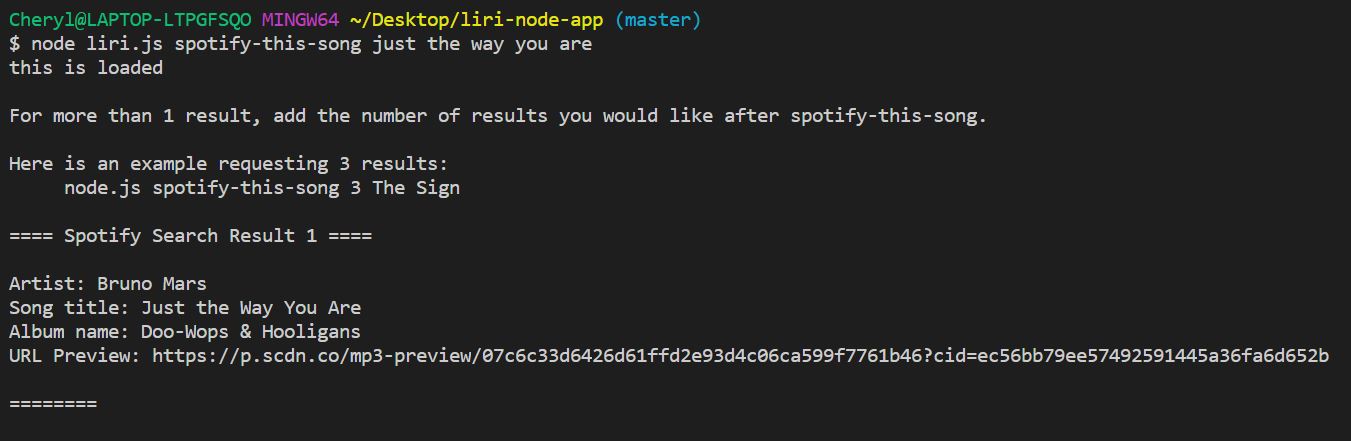 Cheryl@LAPTOP-LTPGFSQO MINGW64 ~/Desktop/liri-node-app (master)
$ node liri.js spotify-this-song just the way you are
this is loaded
For more than 1 result, add the number of results you would like after spotify-this-song.
Here is an example requesting 3 results:
node.js spotify-this-song 3 The Sign
==== Spotify Search Result 1 ====
Artist: Bruno Mars
Song title: Just the Way You Are
Album name: Doo-Wops & Hooligans
URL Preview: https://p.scdn.co/mp3-preview/07c6c33d6426d61ffd2e93d4c06ca599f7761b46?cid=ec56bb79ee57492591445a36fa6d652b
========